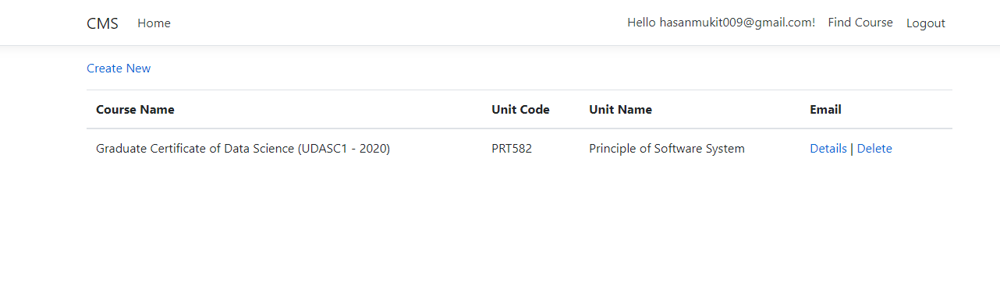 CMS Home Hello hasanmukit009@gmail.com! Find Course Logout
Create New
Course Name Unit Code Unit Name Email
Graduate Certificate of Data Science (UDASC1 - 2020) PRT582 Principle of Software System Details | Delete